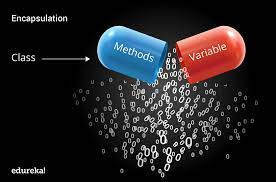 Encapsulation
Class
Methods
Variable
edureka!